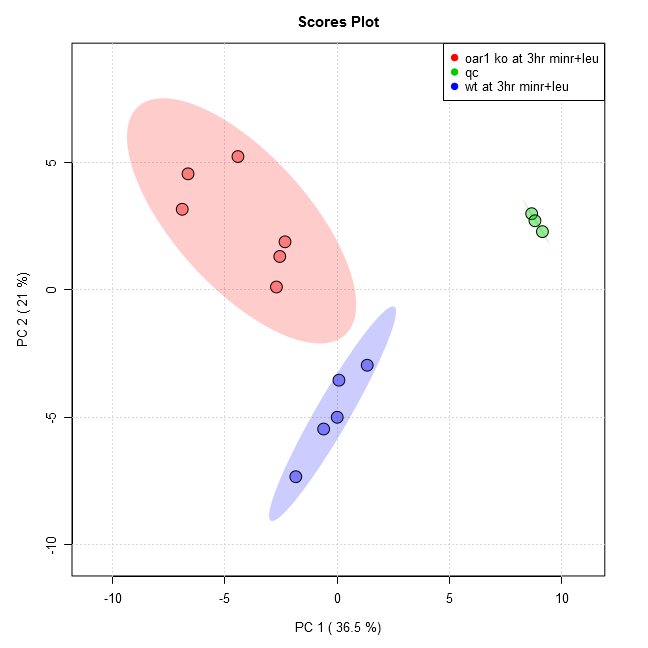 Scores Plot
oar1 ko at 3hr minr+leu
qc
wt at 3hr minr+leu
5
0
-5
-10
PC 2 ( 21 %)
-10 -5 0 5 10
PC 1 ( 36.5 %)